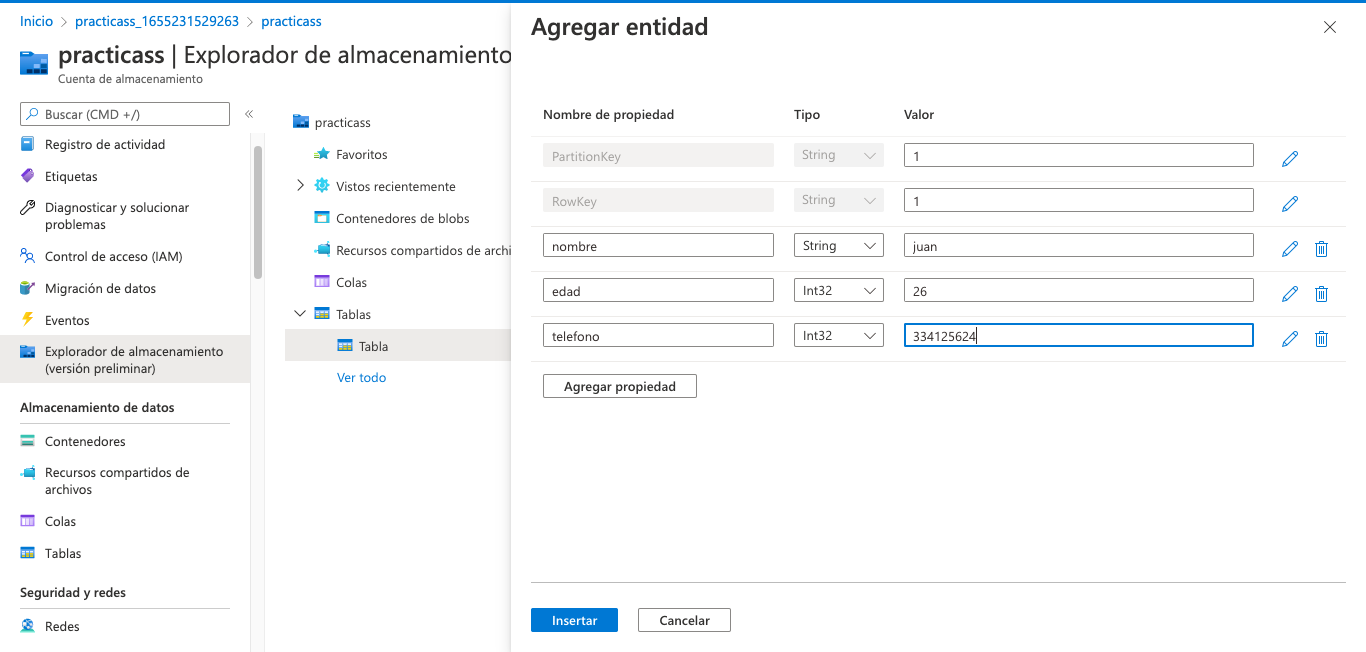 Inicio > practicass_1655231529263 > practicass
practicass | Explorador de almacenamiento
Cuenta de almacenamiento
Buscar (CMD +/)
«
Registro de actividad
Etiquetas
Diagnosticar y solucionar
problemas
Control de acceso (IAM)
Migración de datos
Eventos
Explorador de almacenamiento
(versión preliminar)
Almacenamiento de datos
Contenedores
Recursos compartidos de
archivos
Colas
Tablas
Seguridad y redes
Redes
practicass
Favoritos
Vistos recientemente
Contenedores de blobs
Recursos compartidos de archi
Colas
Tablas
Tabla
Ver todo
Agregar entidad
Nombre de propiedad Tipo Valor
PartitionKey String 1
RowKey String 1
nombre String juan
edad Int32 26
telefono Int32 334125624
Agregar propiedad
Insertar Cancelar